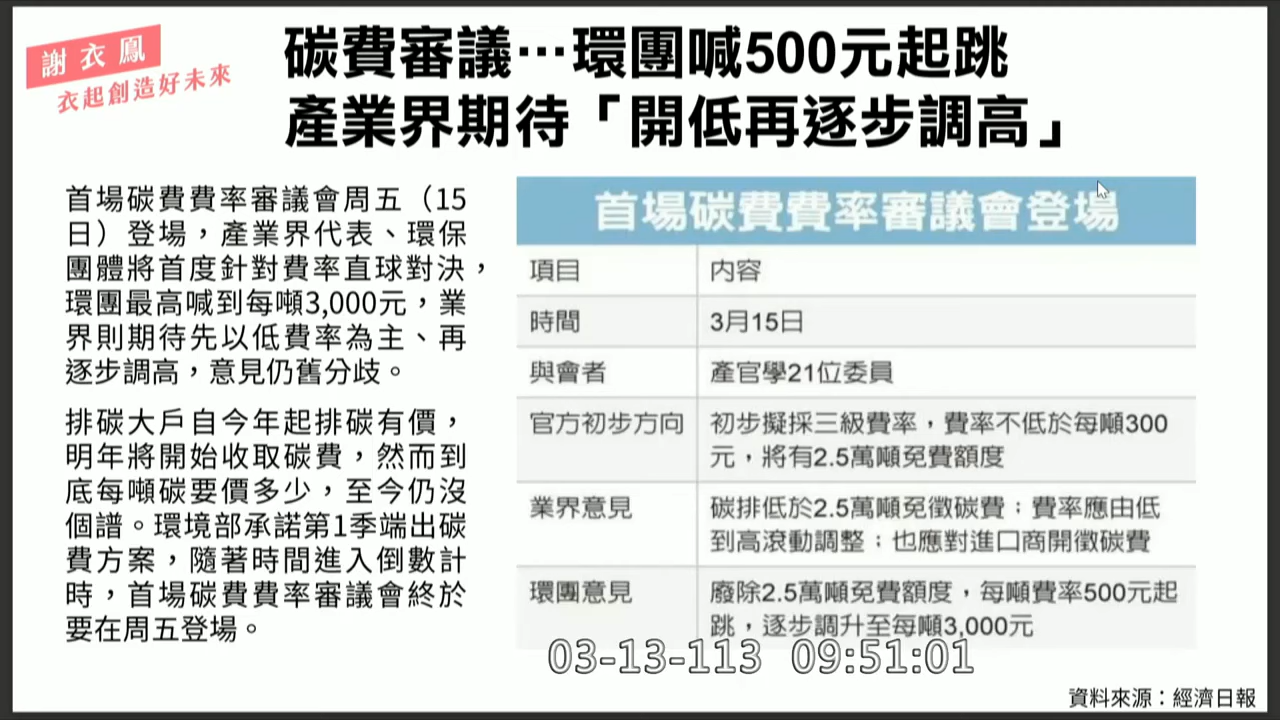 謝衣鳳
衣起創造好未來
碳費審議…環團喊500元起跳
產業界期待「開低再逐步調高」
首場碳費費率審議會周五（15
日）登場，產業界代表、環保
團體將首度針對費率直球對決，
環團最高喊到每噸3,000元，業
界則期待先以低費率為主、再
逐步調高，意見仍舊分歧。
排碳大戶自今年起排碳有價，
明年將開始收取碳費，然而到
底每噸碳要價多少，至今仍沒
個譜。環境部承諾第1季端出碳
費方案，隨著時間進入倒數計
時，首場碳費費率審議會終於
要在周五登場。
首場碳費費率審議會登場
項目 內容
時間 3月15日
與會者 產官學21位委員
官方初步方向 初步擬採三級費率，費率不低於每噸300
元，將有2.5萬噸免費額度
業界意見 碳排低於2.5萬噸免徵碳費；費率應由低
到高滾動調整；也應對進口商開徵碳費
環團意見 廢除2.5萬噸免費額度，每噸費率500元起
跳，逐步調升至每噸3,000元
03-13-113 09:51:01
資料來源：經濟日報